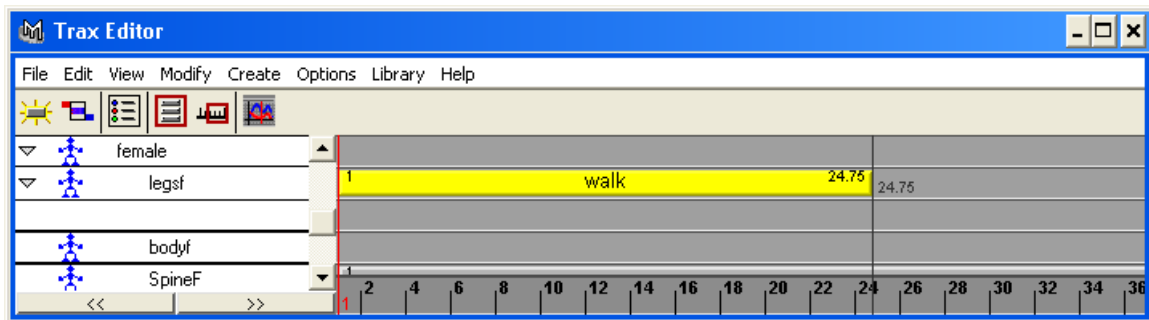 Trax Editor
File Edit View Modify Create Options Library Help
female
legsf
1 walk 24.75
24.75
bodyf
SpineF
1
<< >>
1 2 4 6 8 10 12 14 16 18 20 22 24 26 28 30 32 34 36